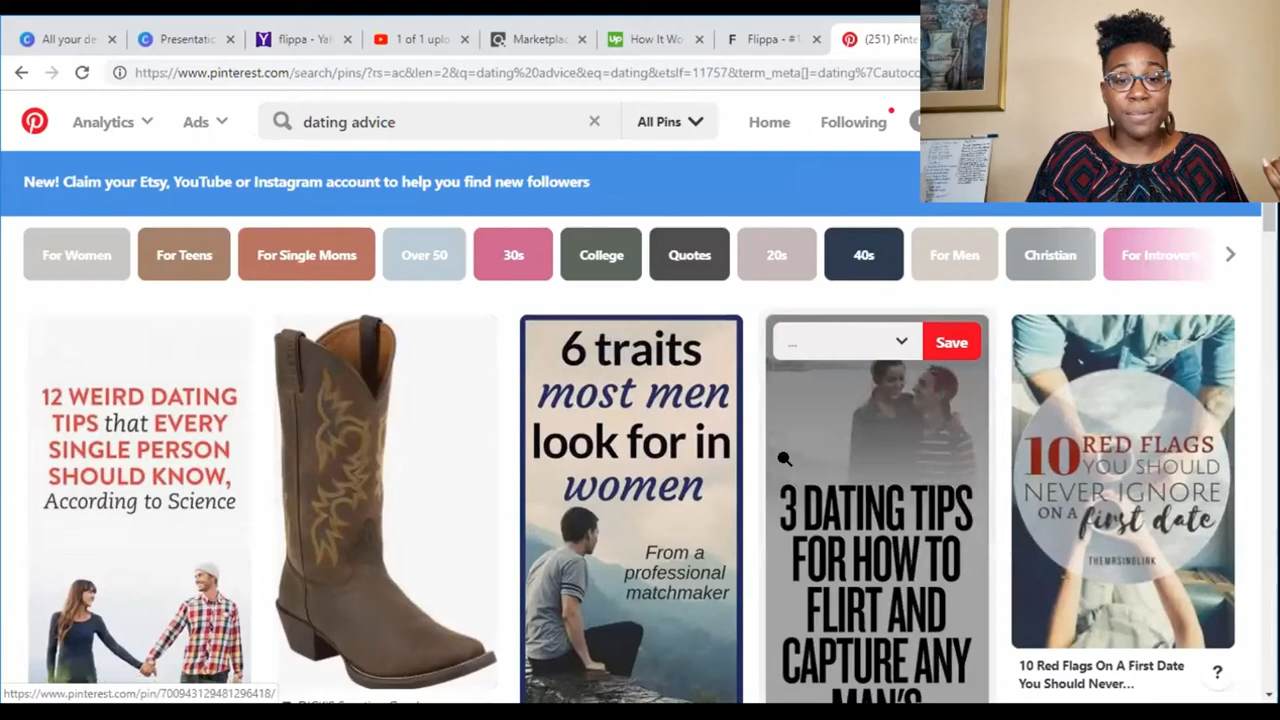 All your de
Presentatic
flippa - Yah
1 of 1 uplo
Marketplac
How It Wo
Flippa - #1
(251) Pinte
https://www.pinterest.com/search/pins/?rs=ac&len=2&q=dating%20advice&eq=dating&etslf=11757&term_meta[]=dating%7Cautoco
Analytics
Ads
dating advice
All Pins
Home
Following
New! Claim your Etsy, YouTube or Instagram account to help you find new followers
For Women
For Teens
For Single Moms
Over 50
30s
College
Quotes
20s
40s
For Men
Christian
For Introver
12 WEIRD DATING
TIPS that EVERY
SINGLE PERSON
SHOULD KNOW,
According to Science
6 traits
most men
look for in
women
From a
professional
matchmaker
...
Save
3 DATING TIPS
FOR HOW TO
FLIRT AND
CAPTURE ANY
MAN'S
10 RED FLAGS
YOU SHOULD
NEVER IGNORE
ON A first date
THEMRSINGLINK
10 Red Flags On A First Date
You Should Never...
?
https://www.pinterest.com/pin/700943129481296418/